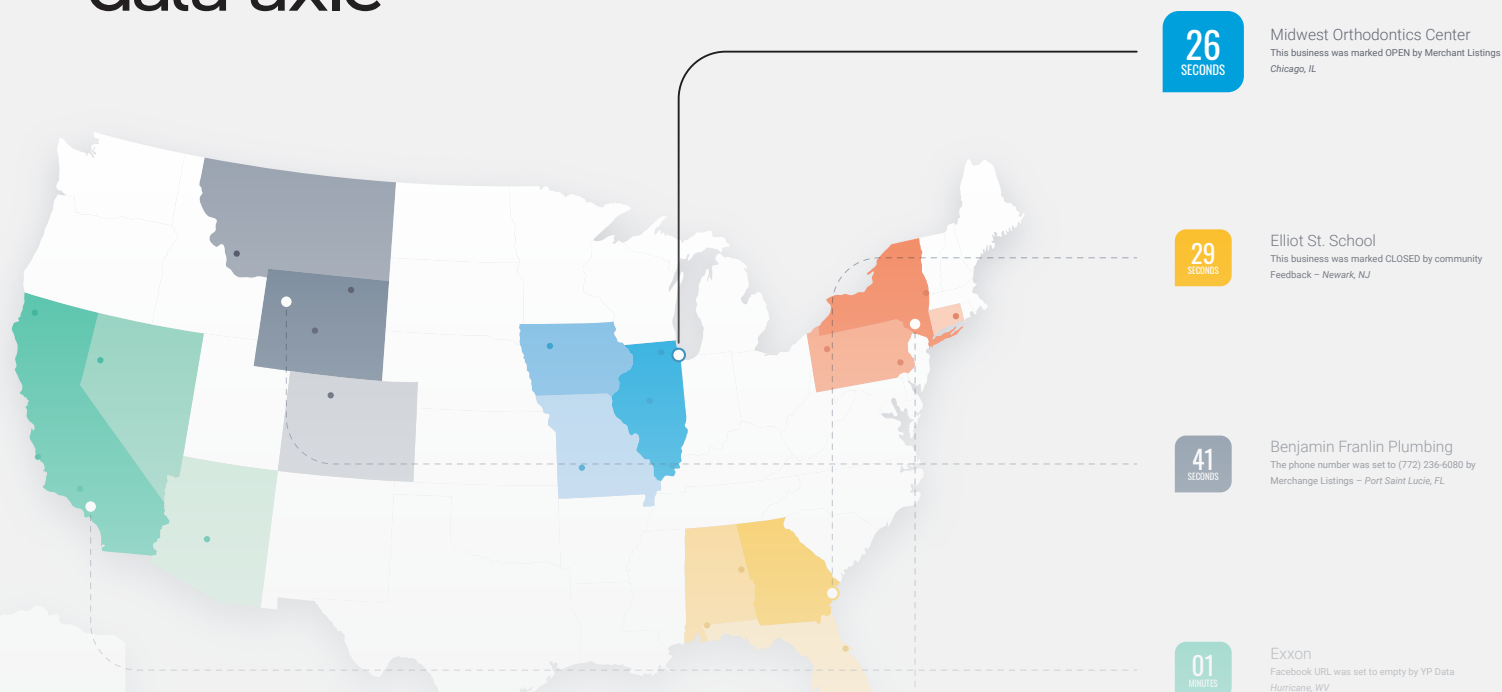 data axle
26
SECONDS
Midwest Orthodontics Center
This business was marked OPEN by Merchant Listings
Chicago, IL
29
SECONDS
Elliot St. School
This business was marked CLOSED by community
Feedback – Newark, NJ
41
SECONDS
Benjamin Franlin Plumbing
The phone number was set to (772) 236-6080 by
Merchange Listings – Port Saint Lucie, FL
01
MINUTES
Exxon
Facebook URL was set to empty by YP Data
Hurricane, WV